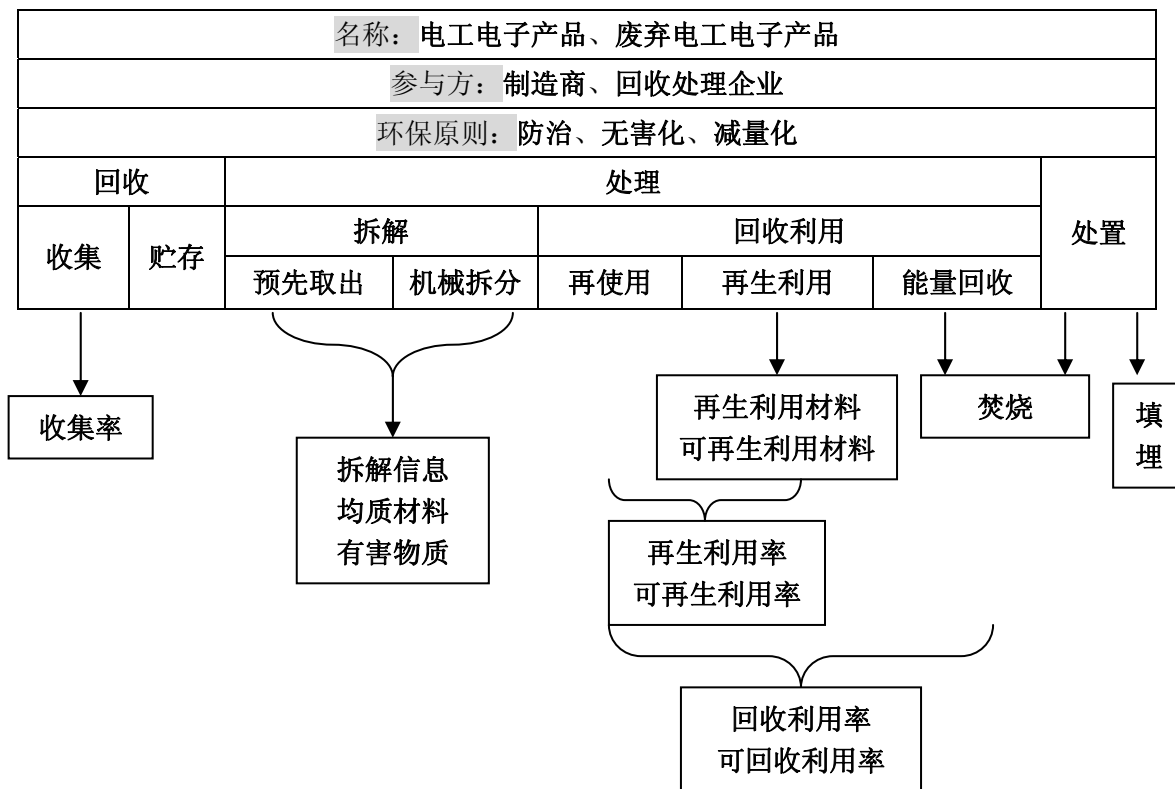 名称：电工电子产品、废弃电工电子产品
参与方：制造商、回收处理企业
环保原则：防治、无害化、减量化
回收
处理
处置
收集
贮存
拆解
回收利用
预先取出
机械拆分
再使用
再生利用
能量回收
收集率
拆解信息
均质材料
有害物质
再生利用材料
可再生利用材料
焚烧
填
埋
再生利用率
可再生利用率
回收利用率
可回收利用率